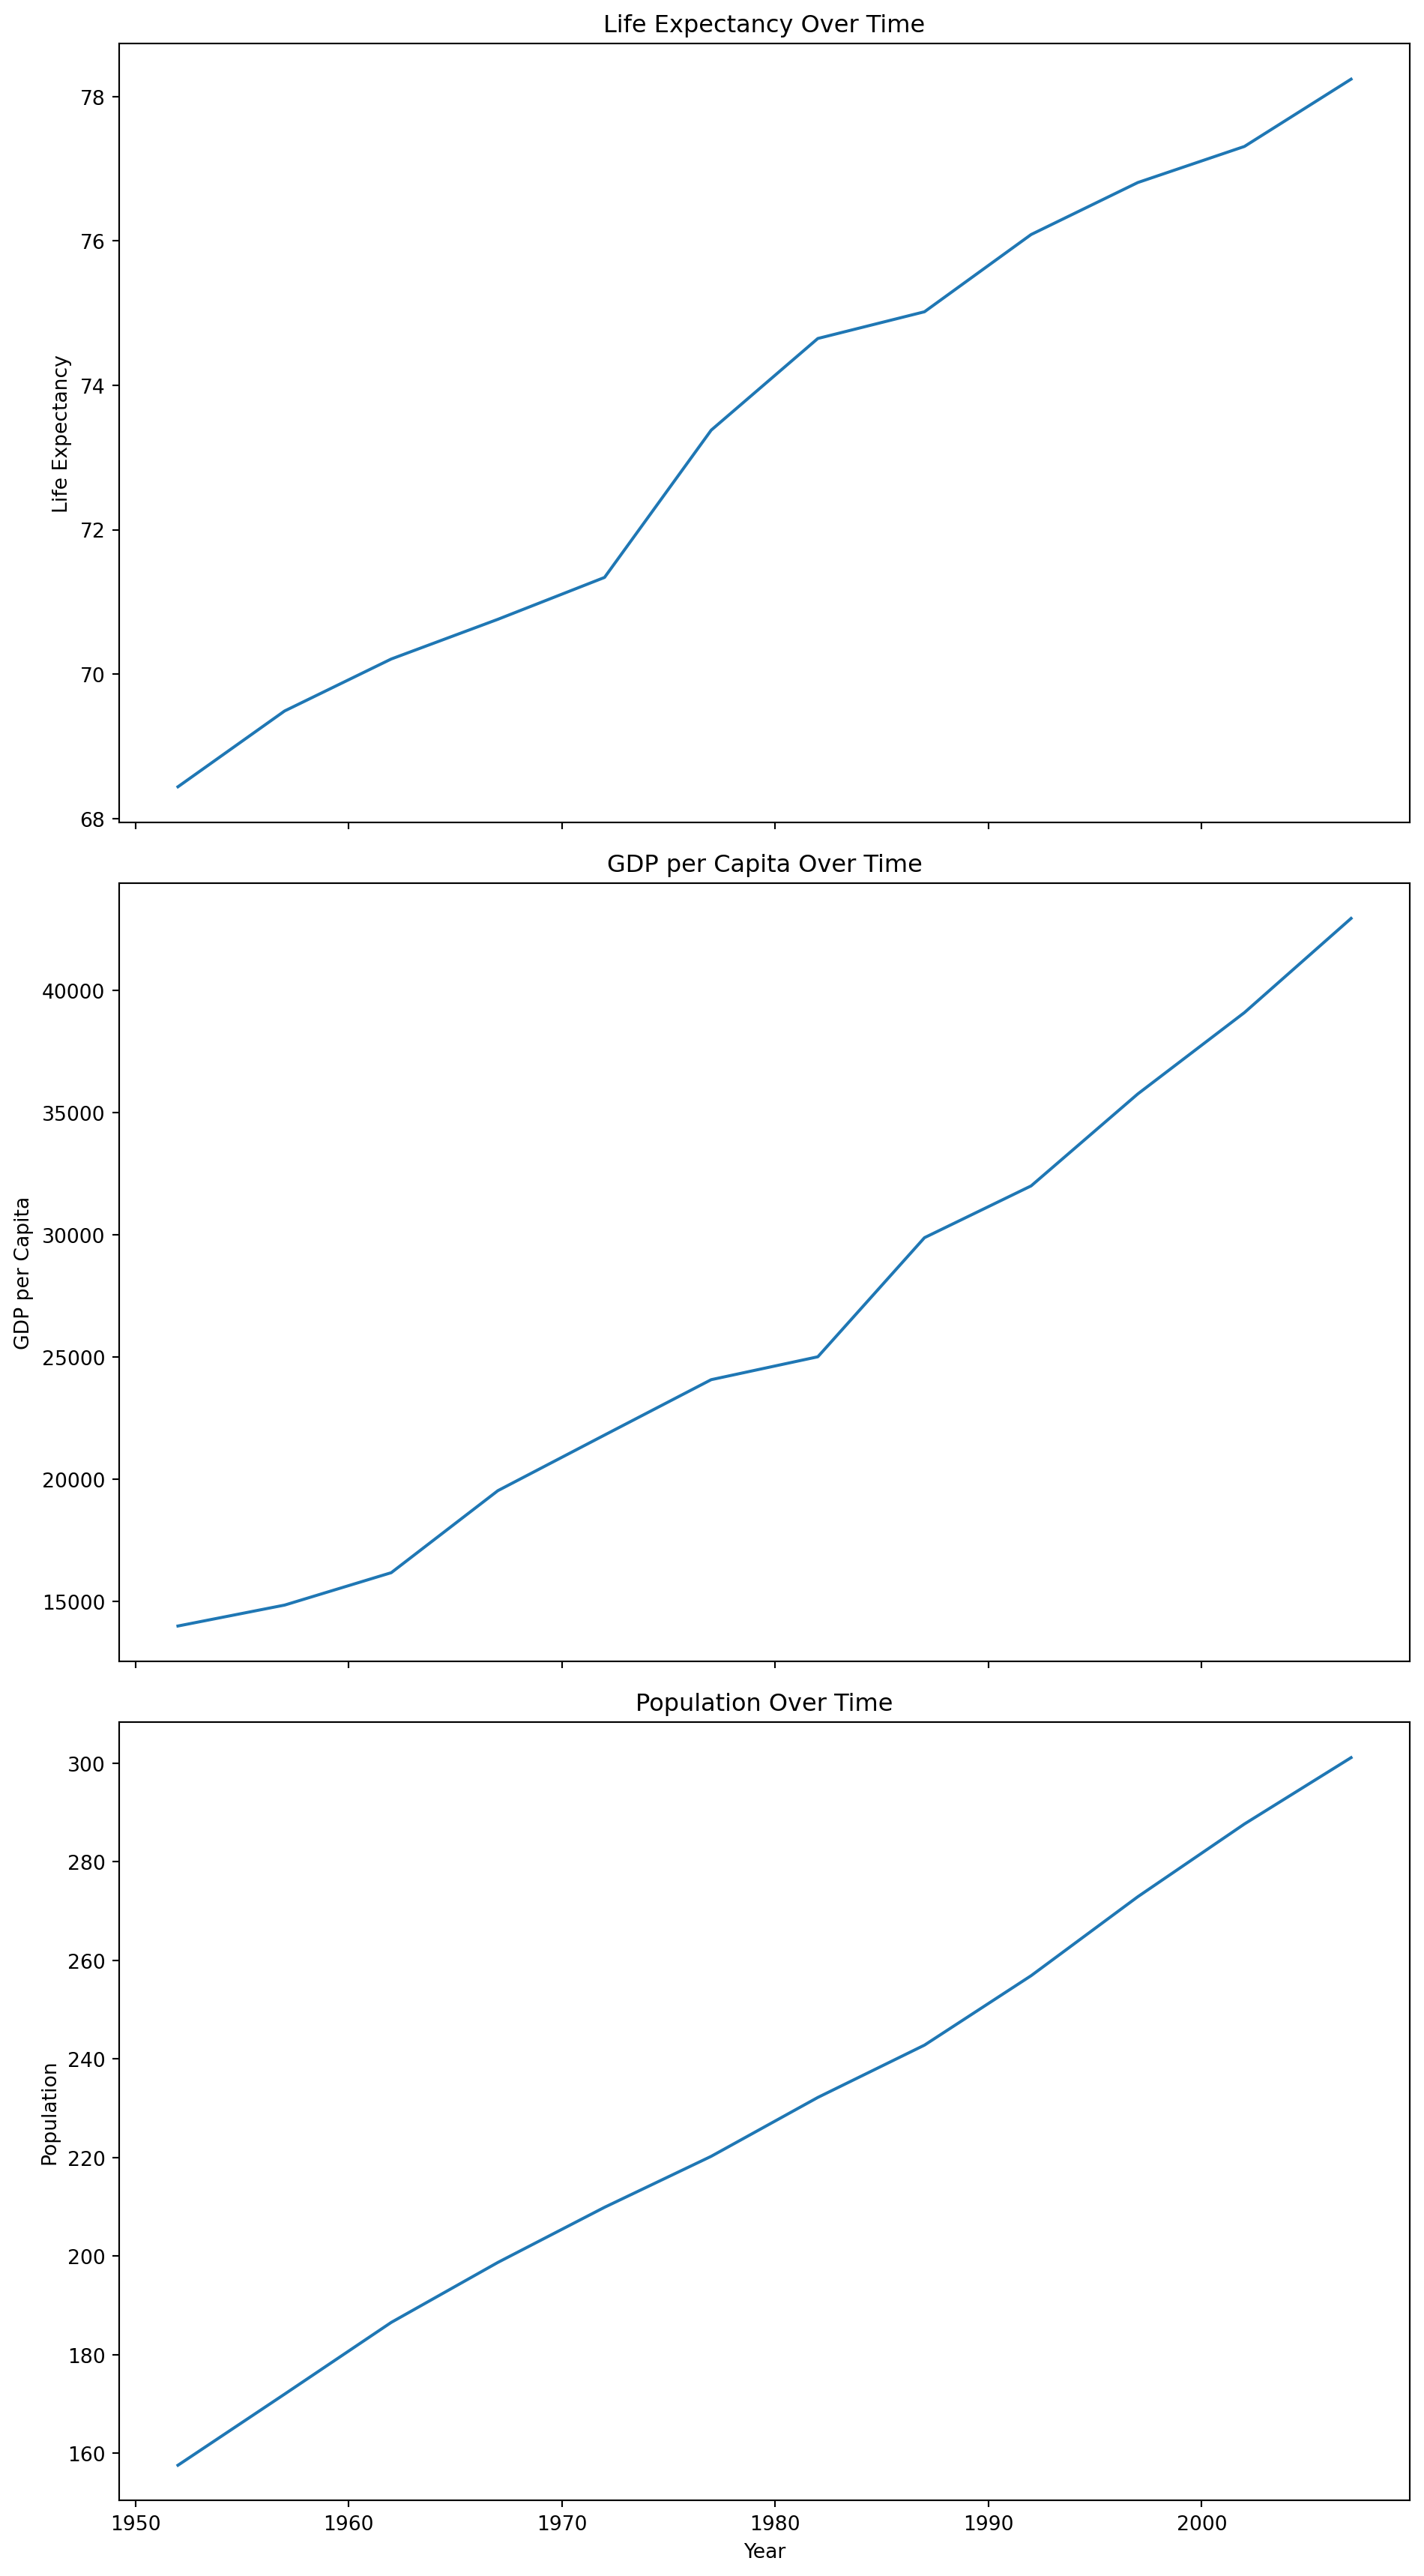 Life Expectancy Over Time
78
76
74
72
70
68
Life Expectancy
GDP per Capita Over Time
40000
35000
30000
25000
20000
15000
GDP per Capita
Population Over Time
300
280
260
240
220
200
180
160
Population
1950 1960 1970 1980 1990 2000
Year